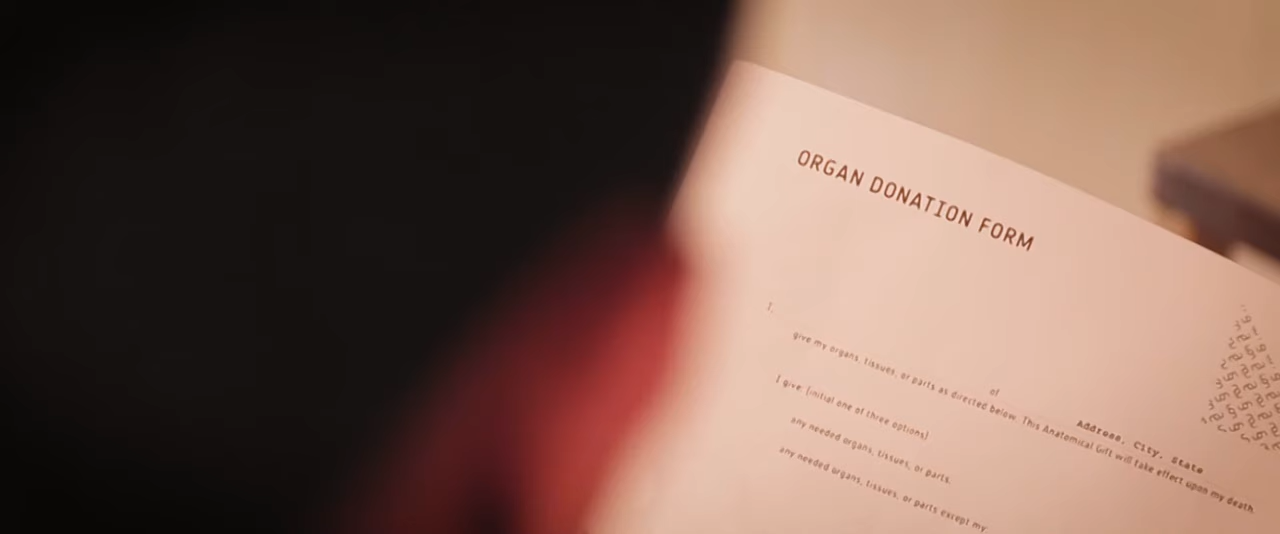 ORGAN DONATION FORM
I,
of
Address, City, State
give my organs, tissues, or parts as directed below. This Anatomical Gift will take effect upon my death.
I give: (initial one of three options)
any needed organs, tissues, or parts.
any needed organs, tissues, or parts except my